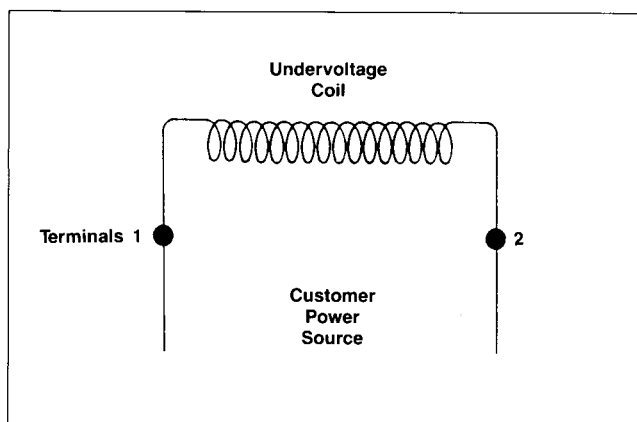 Undervoltage
Coil
Terminals 1
2
Customer
Power
Source